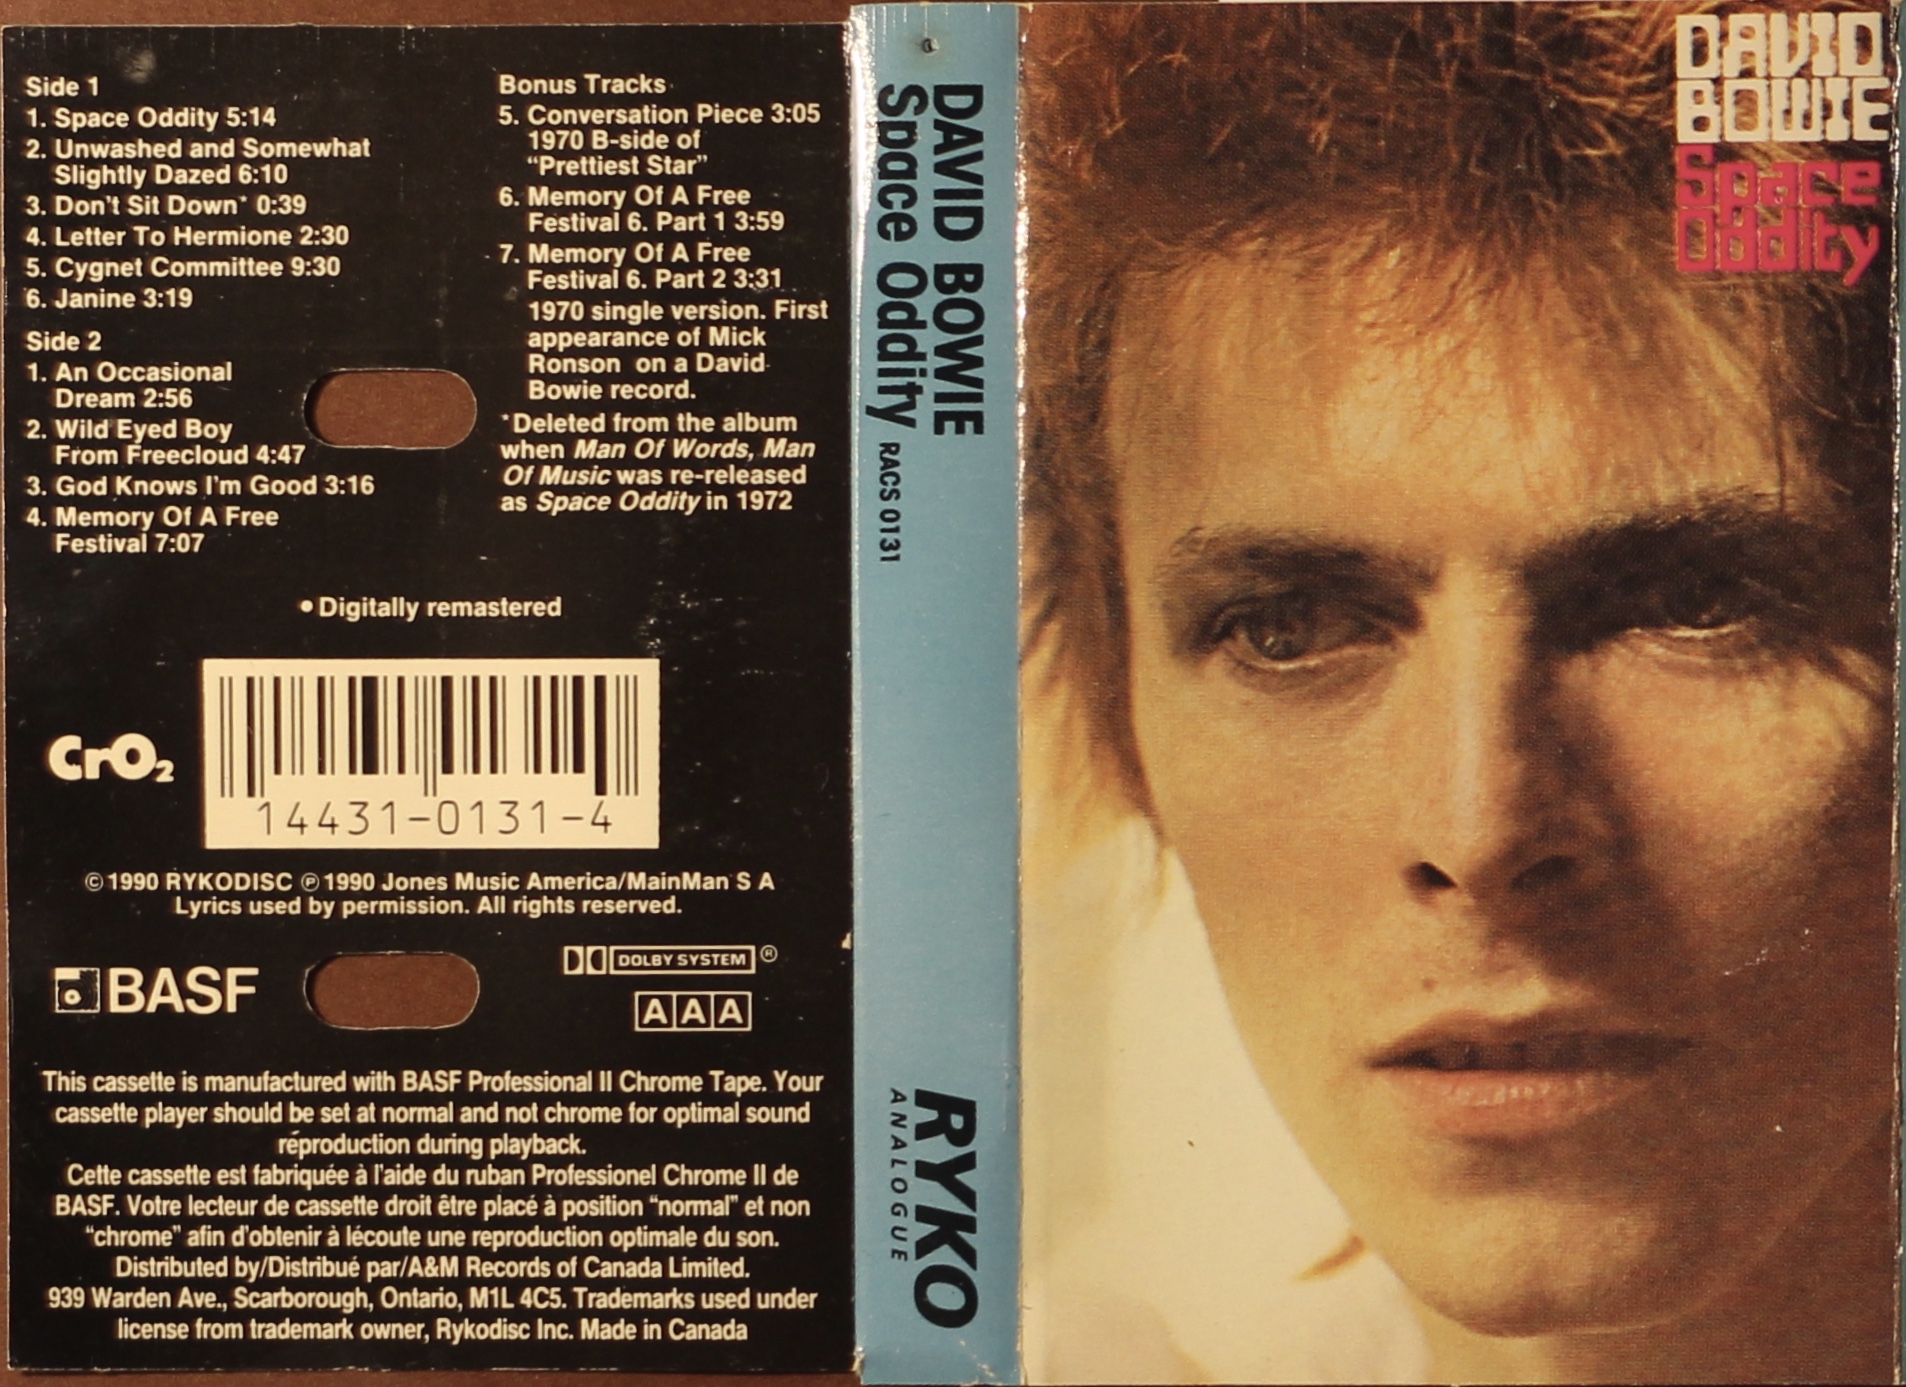 Side 1
1. Space Oddity 5:14
2. Unwashed and Somewhat
Slightly Dazed 6:10
3. Don't Sit Down* 0:39
4. Letter To Hermione 2:30
5. Cygnet Committee 9:30
6. Janine 3:19
Side 2
1. An Occasional
Dream 2:56
2. Wild Eyed Boy
From Freecloud 4:47
3. God Knows I'm Good 3:16
4. Memory Of A Free
Festival 7:07
Bonus Tracks
5. Conversation Piece 3:05
1970 B-side of
“Prettiest Star”
6. Memory Of A Free
Festival 6. Part 1 3:59
7. Memory Of A Free
Festival 6. Part 2 3:31
1970 single version. First
appearance of Mick
Ronson on a David
Bowie record.
*Deleted from the album
when Man Of Words, Man
Of Music was re-released
as Space Oddity in 1972
• Digitally remastered
CrO2
14431-0131-4
© 1990 RYKODISC ℗ 1990 Jones Music America/MainMan S A
Lyrics used by permission. All rights reserved.
BASF
DOLBY SYSTEM ®
AAA
This cassette is manufactured with BASF Professional II Chrome Tape. Your
cassette player should be set at normal and not chrome for optimal sound
réproduction during playback.
Cette cassette est fabriquée à l'aide du ruban Professionel Chrome II de
BASF. Votre lecteur de cassette droit être placé à position “normal” et non
“chrome” afin d'obtenir à lécoute une reproduction optimale du son.
Distributed by/Distribué par/A&M Records of Canada Limited.
939 Warden Ave., Scarborough, Ontario, M1L 4C5. Trademarks used under
license from trademark owner, Rykodisc Inc. Made in Canada
DAVID BOWIE
Space Oddity RACS 0131
RYKO
ANALOGUE
DAVID
BOWIE
Space
Oddity